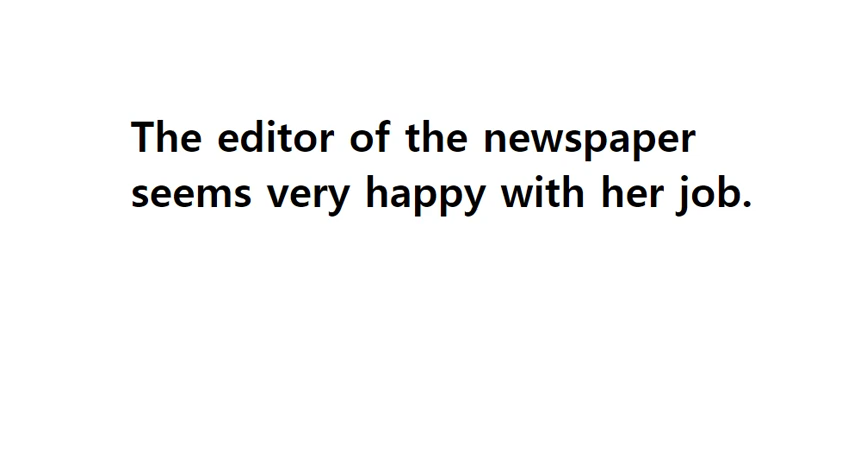 The editor of the newspaper
seems very happy with her job.